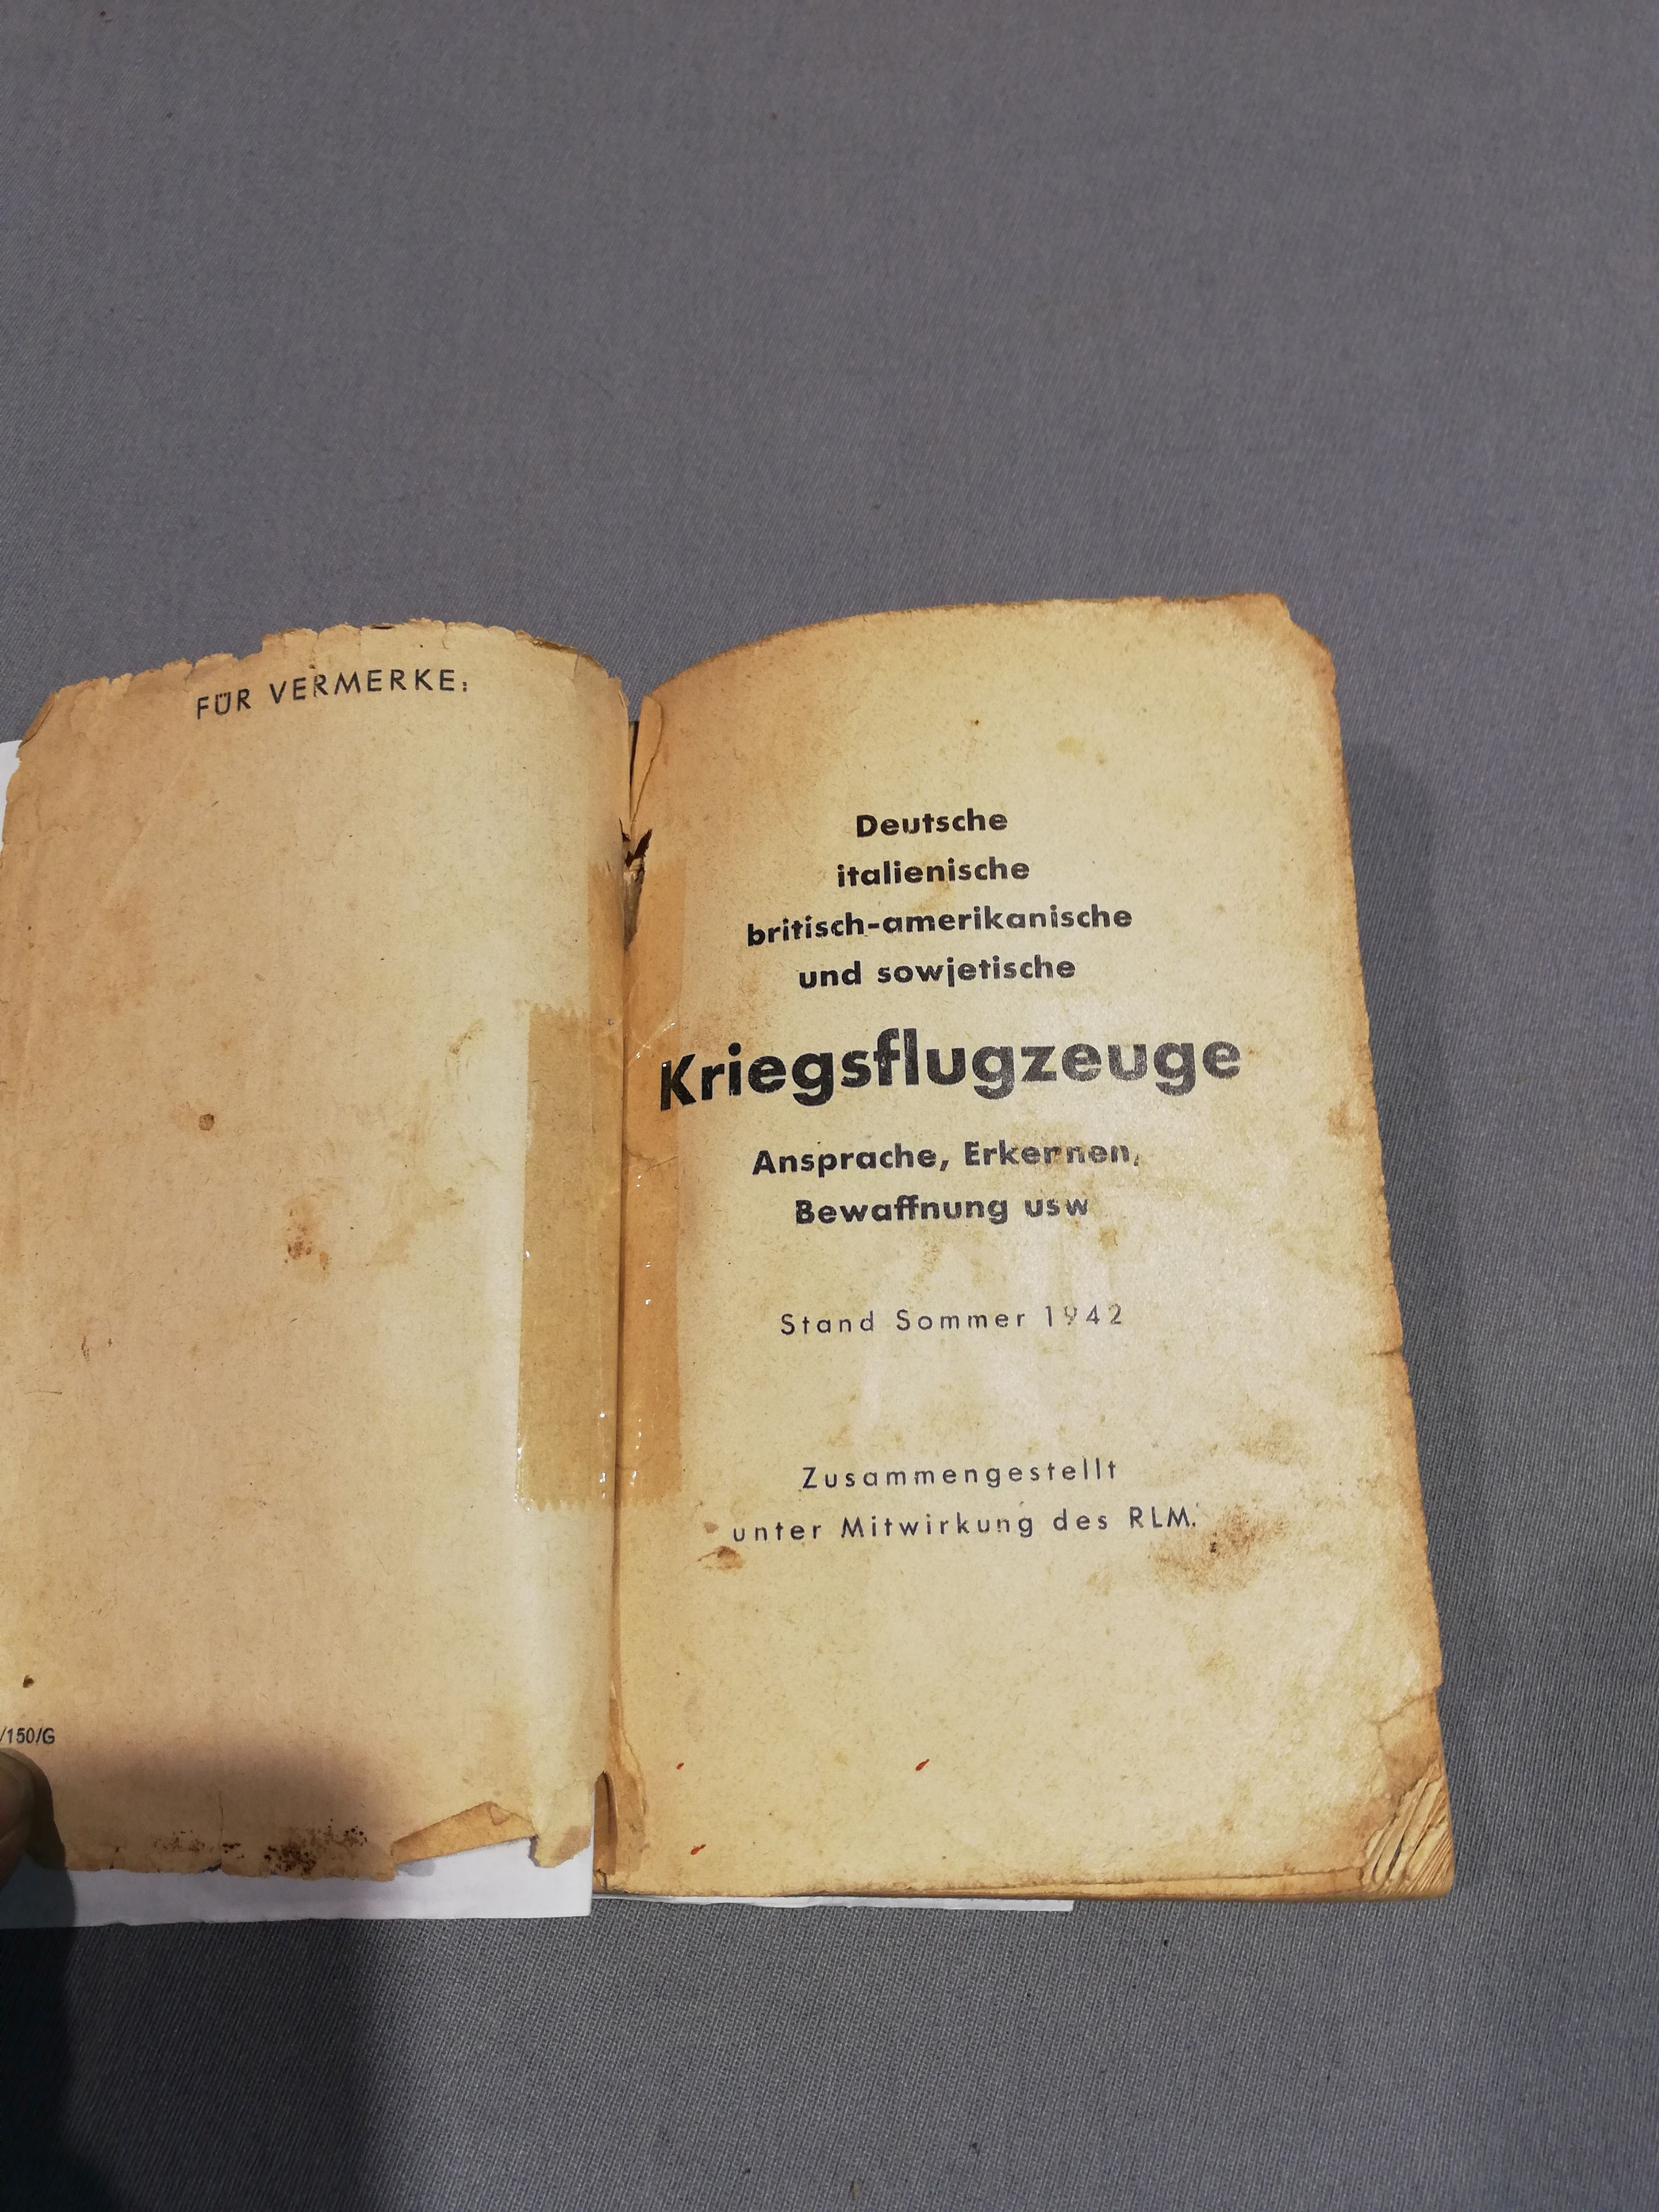 FÜR VERMERKE:
/150/G
Deutsche
italienische
britisch-amerikanische
und sowjetische
Kriegsflugzeuge
Ansprache, Erkennen,
Bewaffnung usw
Stand Sommer 1942
Zusammengestellt
unter Mitwirkung des RLM.